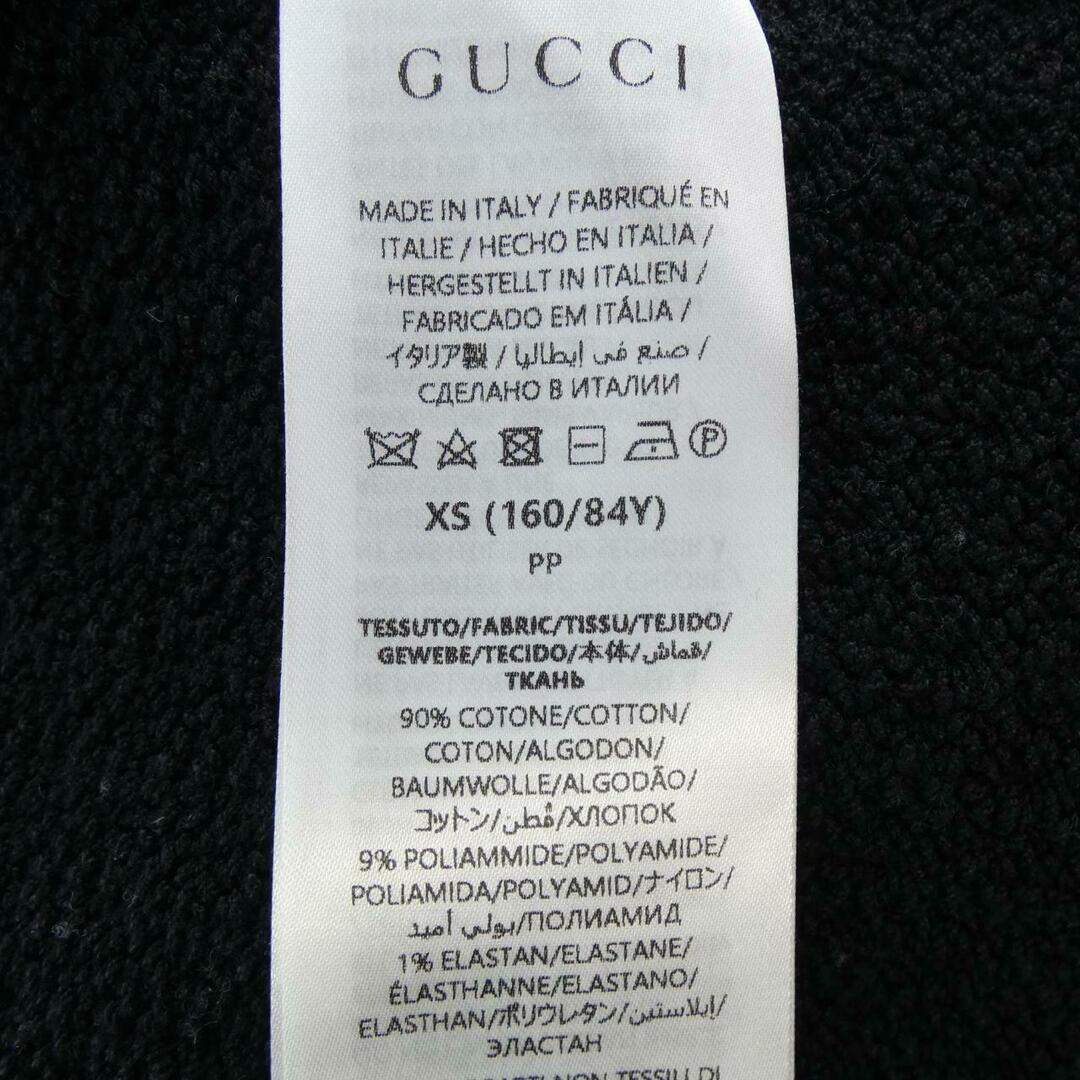 GUCCI
MADE IN ITALY / FABRIQUÉ EN
ITALIE / HECHO EN ITALIA /
HERGESTELLT IN ITALIEN /
FABRICADO EM ITÁLIA /
イタリア製 / صنع في إيطاليا /
СДЕЛАНО В ИТАЛИИ
P
XS (160/84Y)
PP
TESSUTO/FABRIC/TISSU/TEJIDO/
GEWEBE/TECIDO/本体/قماش/
ТКАНЬ
90% COTONE/COTTON/
COTON/ALGODON/
BAUMWOLLE/ALGODÃO/
コットン/قُطن/ХЛОПОК
9% POLIAMMIDE/POLYAMIDE/
POLIAMIDA/POLYAMID/ナイロン/
بولي أميد/ПОЛИАМИД
1% ELASTAN/ELASTANE/
ÉLASTHANNE/ELASTANO/
ELASTHAN/ポリウレタン/إيلاستين/
ЭЛАСТАН
NON TESSILI DI